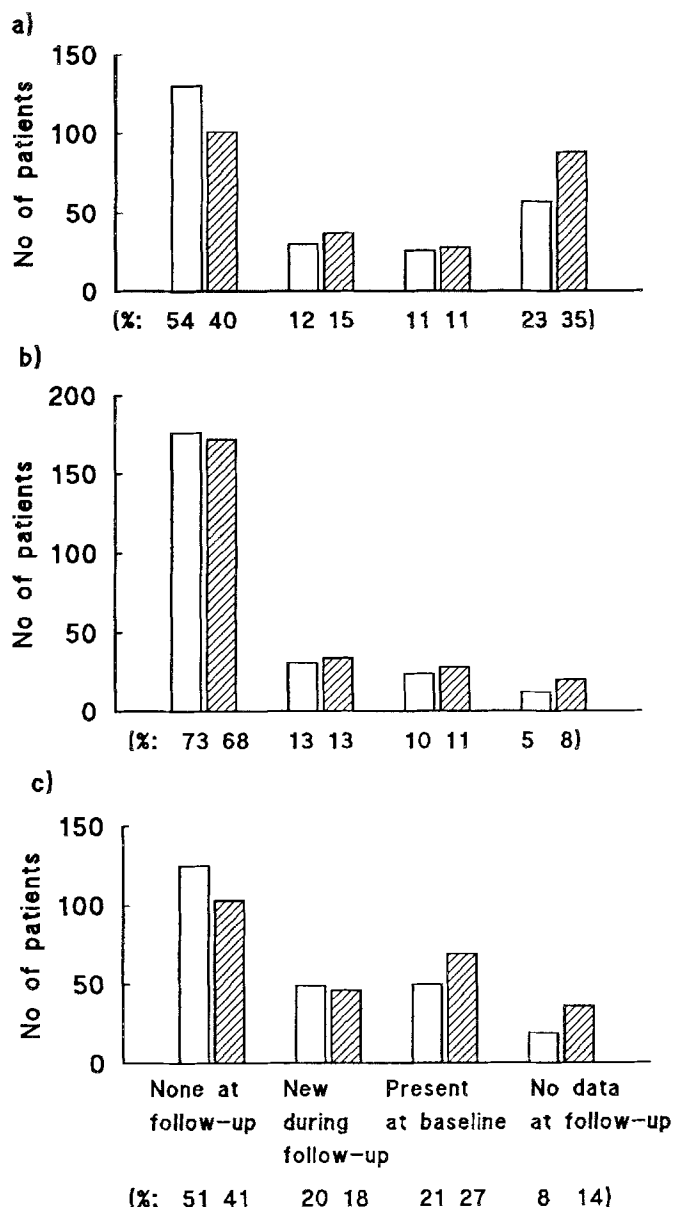 a)
No of patients
150
100
50
0
(%: 54 40 12 15 11 11 23 35)
b)
No of patients
200
150
100
50
0
(%: 73 68 13 13 10 11 5 8)
c)
No of patients
150
100
50
0
None at follow-up
New during follow-up
Present at baseline
No data at follow-up
(%: 51 41 20 18 21 27 8 14)